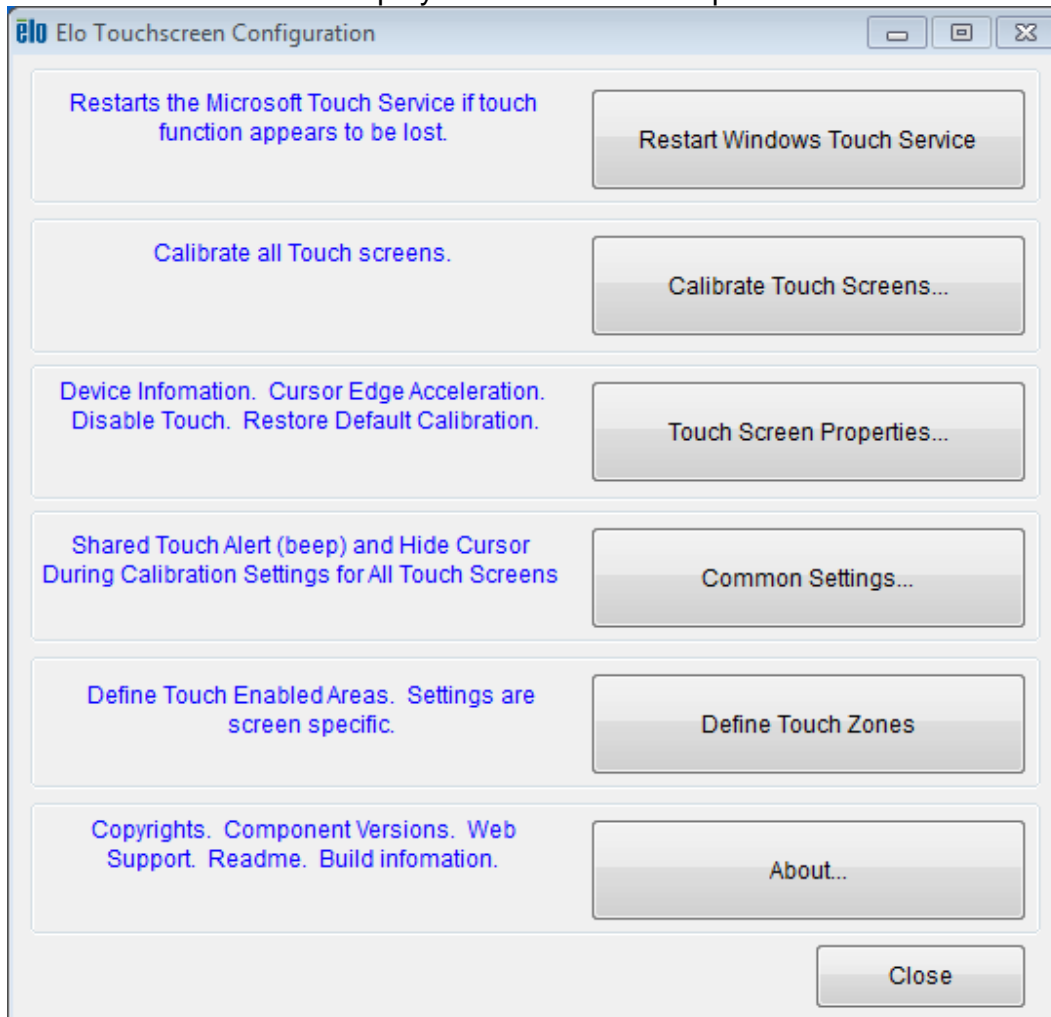 elo Elo Touchscreen Configuration
Restarts the Microsoft Touch Service if touch
function appears to be lost.
Restart Windows Touch Service
Calibrate all Touch screens.
Calibrate Touch Screens...
Device Infomation.  Cursor Edge Acceleration.
Disable Touch.  Restore Default Calibration.
Touch Screen Properties...
Shared Touch Alert (beep) and Hide Cursor
During Calibration Settings for All Touch Screens
Common Settings...
Define Touch Enabled Areas.  Settings are
screen specific.
Define Touch Zones
Copyrights.  Component Versions.  Web
Support.  Readme.  Build infomation.
About...
Close